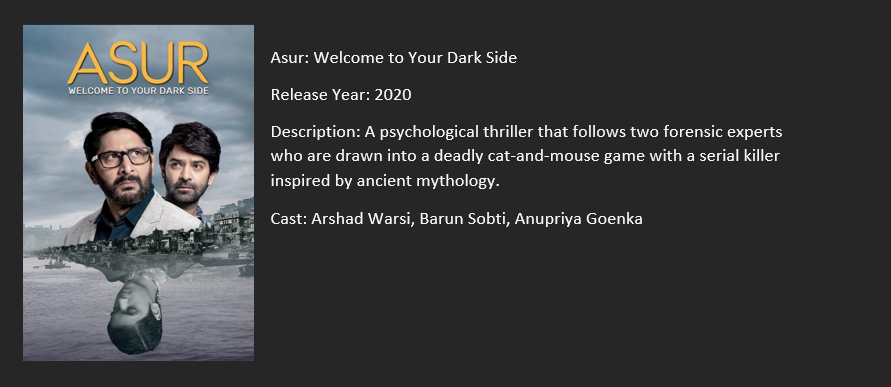 ASUR
WELCOME TO YOUR DARK SIDE
Asur: Welcome to Your Dark Side
Release Year: 2020
Description: A psychological thriller that follows two forensic experts
who are drawn into a deadly cat-and-mouse game with a serial killer
inspired by ancient mythology.
Cast: Arshad Warsi, Barun Sobti, Anupriya Goenka